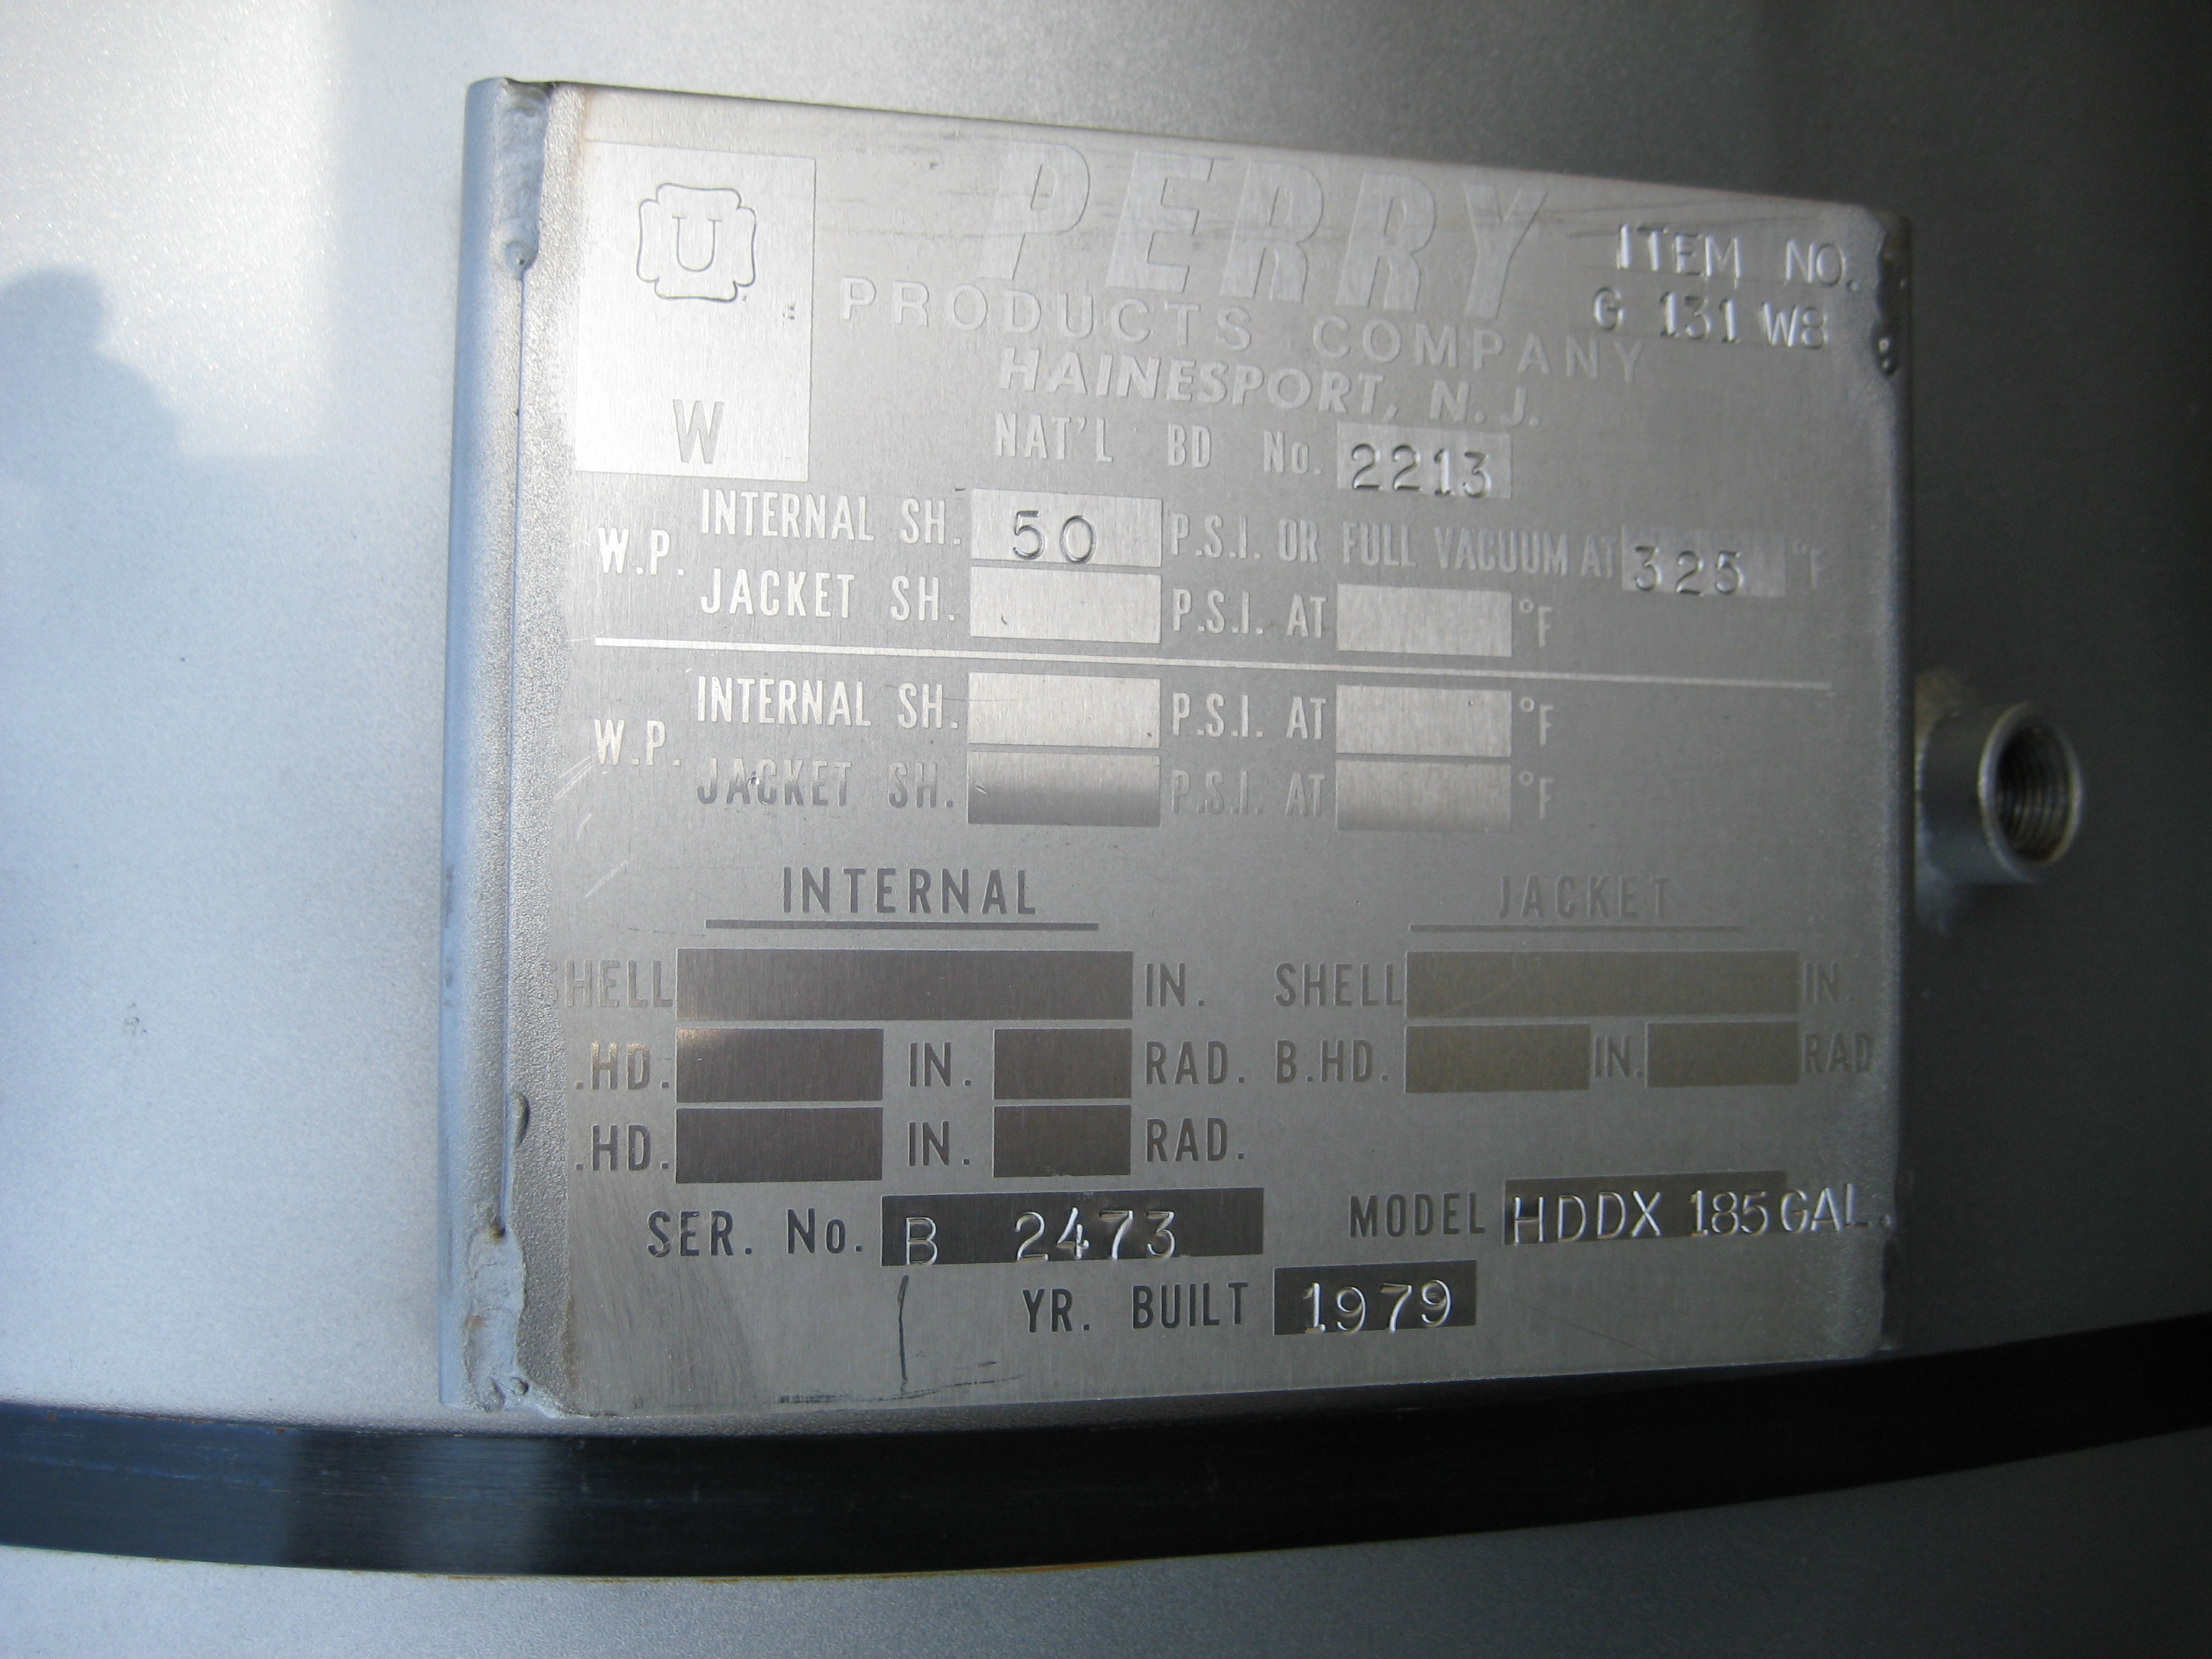 U
PERRY
ITEM NO.
G 131 W8
PRODUCTS COMPANY
HAINESPORT, N. J.
W
NAT'L BD No. 2213
W.P. INTERNAL SH. 50 P.S.I. OR FULL VACUUM AT 325 °F
JACKET SH. P.S.I. AT °F
W.P. INTERNAL SH. P.S.I. AT °F
JACKET SH. P.S.I. AT °F
INTERNAL JACKET
SHELL IN. SHELL IN.
.HD. IN. RAD. B.HD. IN. RAD
.HD. IN. RAD.
SER. No. B 2473 MODEL HDDX 185 GAL.
YR. BUILT 1979